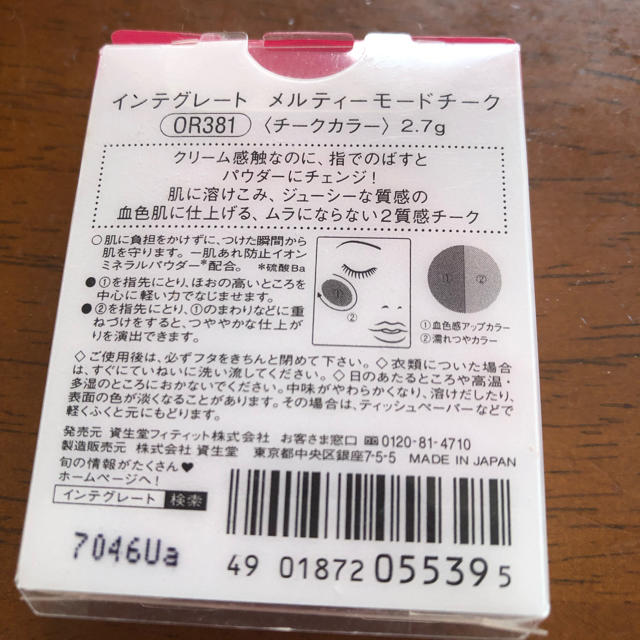 インテグレート メルティーモードチーク
OR381 〈チークカラー〉2.7g
クリーム感触なのに、指でのばすと
パウダーにチェンジ！
肌に溶けこみ、ジューシーな質感の
血色肌に仕上げる、ムラにならない2質感チーク
○肌に負担をかけずに、つけた瞬間から
肌を守ります。一肌あれ防止イオン
ミネラルパウダー*配合。 *硫酸Ba
●①を指先にとり、ほおの高いところを
中心に軽い力でなじませます。
●②を指先にとり、①のまわりなどに重
ねづけをすると、つややかな仕上が
りを演出できます。
①
②
① ②
①血色感アップカラー
②濡れつやカラー
◇ご使用後は、必ずフタをきちんと閉めて下さい。◇衣類についた場合
は、すぐにていねいに洗い流してください。◇日のあたるところや高温・
多湿のところにおかないでください。中味がやわらかくなり、溶けだしたり、
表面の色が淡くなることがあります。その場合は、ティッシュペーパーなどで
軽くふくと元にもどります。
発売元 資生堂フィティット株式会社 お客さま窓口 0120-81-4710
製造販売元 株式会社 資生堂 東京都中央区銀座7-5-5 MADE IN JAPAN
旬の情報がたくさん♥
ホームページへ！
インテグレート 検索
7046Ua
49 01872 05539 5